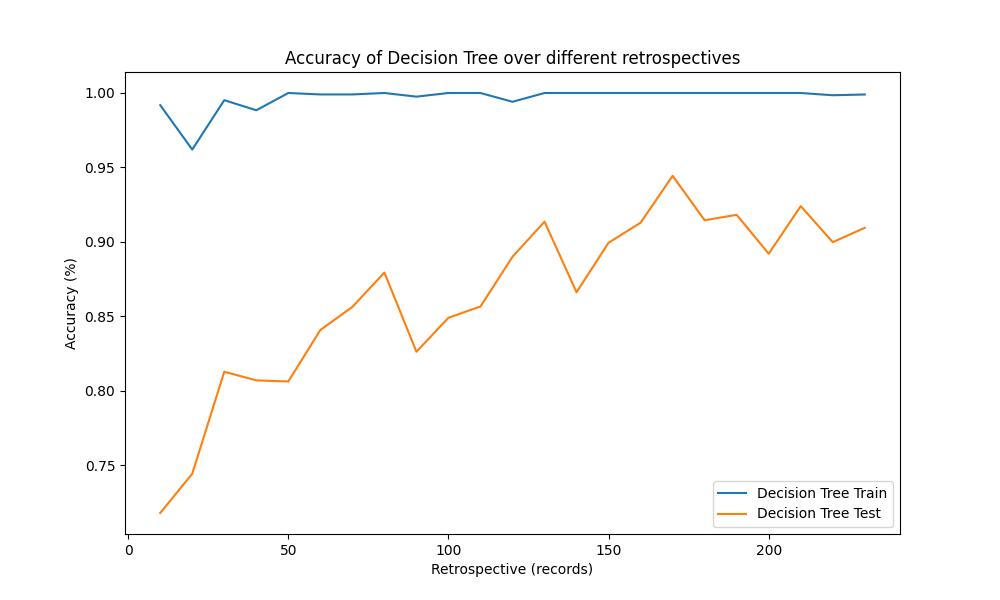 Accuracy of Decision Tree over different retrospectives
1.00
0.95
0.90
0.85
0.80
0.75
Accuracy (%)
Decision Tree Train
Decision Tree Test
0 50 100 150 200
Retrospective (records)